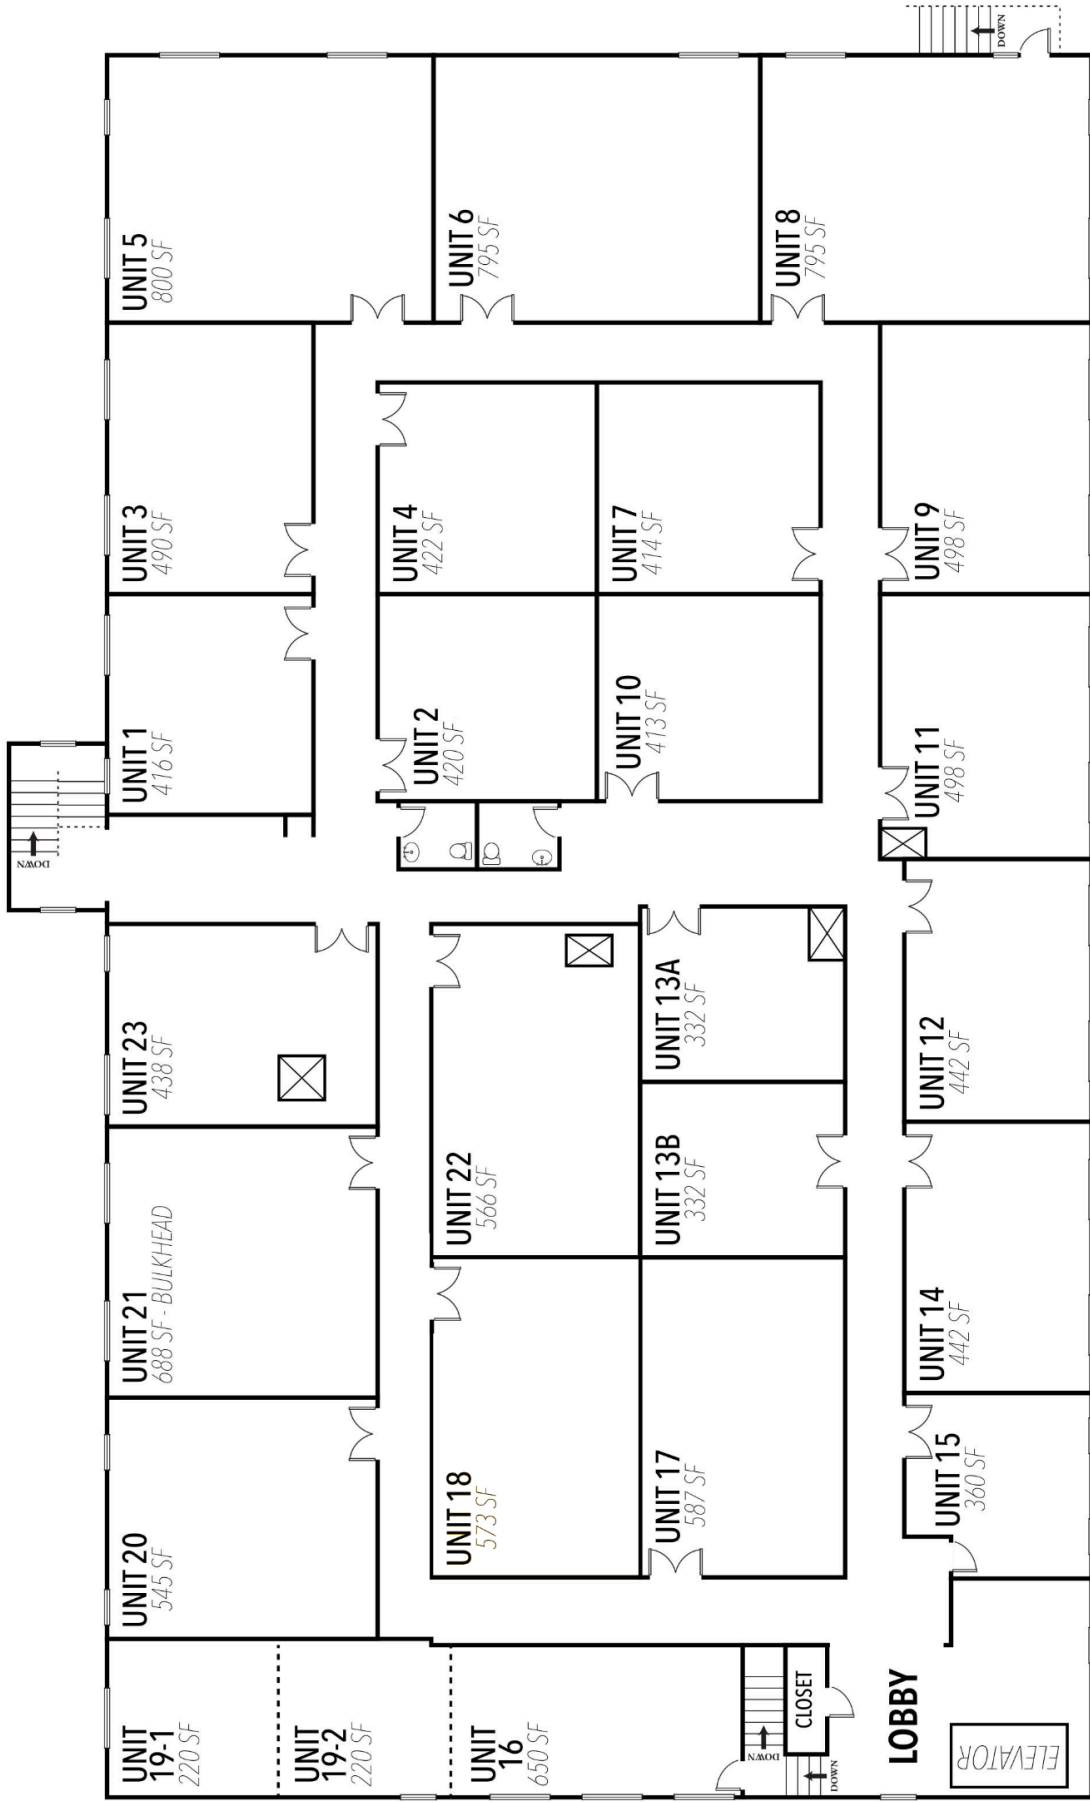 UNIT 5
800 SF
UNIT 6
795 SF
UNIT 8
795 SF
DOWN
UNIT 3
490 SF
UNIT 4
422 SF
UNIT 7
414 SF
UNIT 9
498 SF
UNIT 1
416 SF
UNIT 2
420 SF
UNIT 10
413 SF
UNIT 11
498 SF
DOWN
UNIT 23
438 SF
UNIT 22
566 SF
UNIT 13A
332 SF
UNIT 12
442 SF
UNIT 21
688 SF - BULKHEAD
UNIT 13B
332 SF
UNIT 14
442 SF
UNIT 20
545 SF
UNIT 18
573 SF
UNIT 17
587 SF
UNIT 15
360 SF
UNIT
19-1
220 SF
UNIT
19-2
220 SF
UNIT
16
650 SF
DOWN
CLOSET
DOWN
LOBBY
ELEVATOR